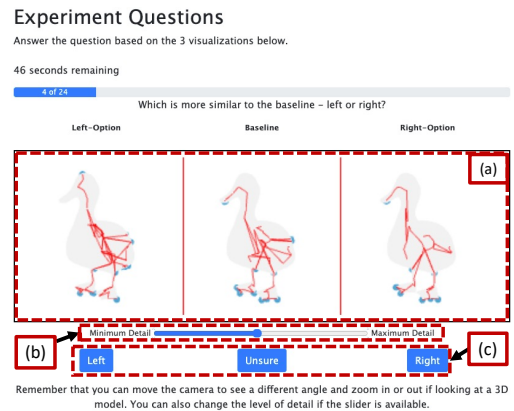 Experiment Questions
Answer the question based on the 3 visualizations below.
46 seconds remaining
4 of 24
Which is more similar to the baseline – left or right?
Left-Option Baseline Right-Option
(a)
Minimum Detail Maximum Detail
(b) (c)
Left Unsure Right
Remember that you can move the camera to see a different angle and zoom in or out if looking at a 3D
model. You can also change the level of detail if the slider is available.